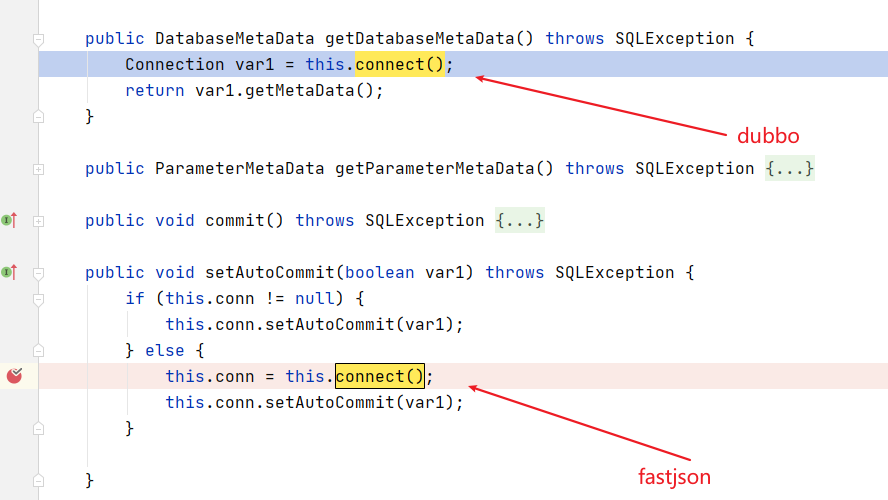 public DatabaseMetaData getDatabaseMetaData() throws SQLException {
Connection var1 = this.connect();
return var1.getMetaData();
}
dubbo
public ParameterMetaData getParameterMetaData() throws SQLException {...}
public void commit() throws SQLException {...}
public void setAutoCommit(boolean var1) throws SQLException {
if (this.conn != null) {
this.conn.setAutoCommit(var1);
} else {
this.conn = this.connect();
this.conn.setAutoCommit(var1);
}
fastjson
}